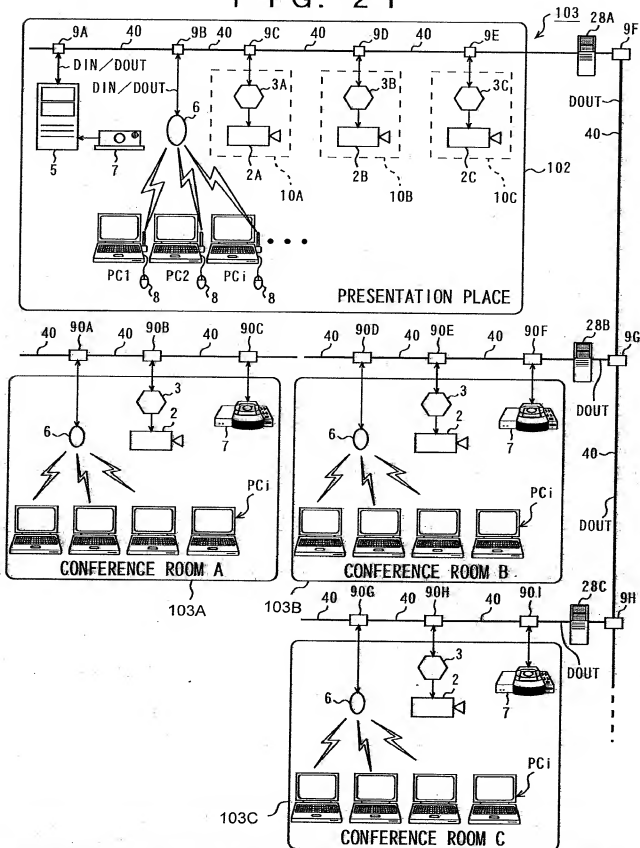 FIG. 21
9A 40 9B 40 9C 40 9D 40 9E 103 28A 9F
DIN/DOUT
DIN/DOUT
6 3A 3B 3C DOUT
40
5 7 2A 2B 2C
10A 10B 10C 102
PC1 PC2 PCi
8 8 8
PRESENTATION PLACE
40 90A 40 90B 40 90C 40 90D 40 90E 40 90F 28B 9G
DOUT
3 3
6 2 7 6 2 7
40
PCi PCi
DOUT
CONFERENCE ROOM A CONFERENCE ROOM B
103A 103B 40 90G 40 90H 40 90I 28C 9H
DOUT
3
6 2 7
PCi
103C
CONFERENCE ROOM C